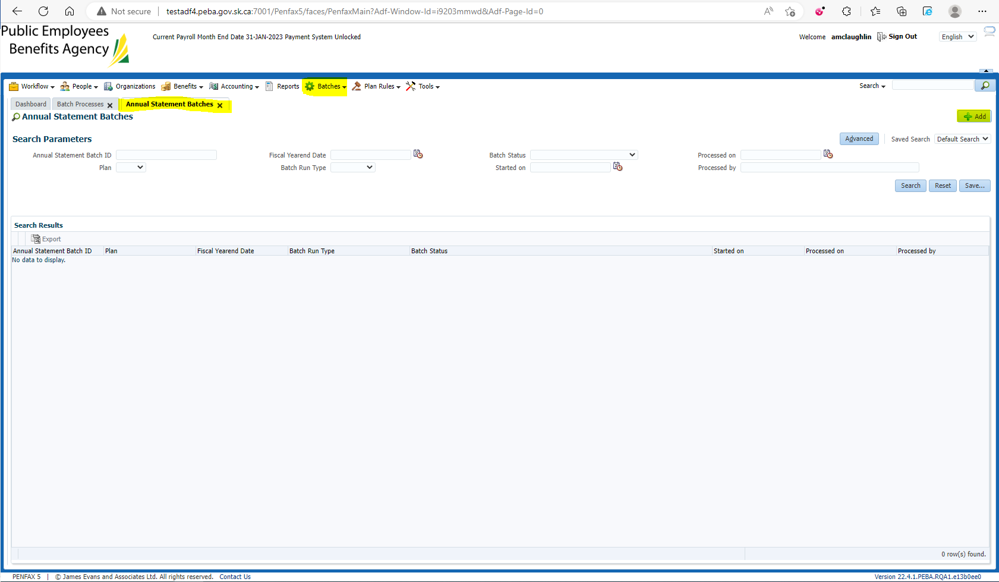 Not secure testadf4.peba.gov.sk.ca:7001/Penfax5/faces/PenfaxMain?Adf-Window-Id=i9203mmwd&Adf-Page-Id=0
Public Employees
Benefits Agency
Current Payroll Month End Date 31-JAN-2023 Payment System Unlocked
Welcome amclaughlin Sign Out English
Workflow People Organizations Benefits Accounting Reports Batches Plan Rules Tools Search
Dashboard Batch Processes Annual Statement Batches
Annual Statement Batches Add
Search Parameters Advanced Saved Search Default Search
Annual Statement Batch ID Fiscal Yearend Date Batch Status Processed on
Plan Batch Run Type Started on Processed by
Search Reset Save...
Search Results
Export
Annual Statement Batch ID Plan Fiscal Yearend Date Batch Run Type Batch Status Started on Processed on Processed by
No data to display.
0 row(s) found.
PENFAX 5 | © James Evans and Associates Ltd. All rights reserved. Contact Us Version 22.4.1.PEBA.RQA1.e13b0ee0